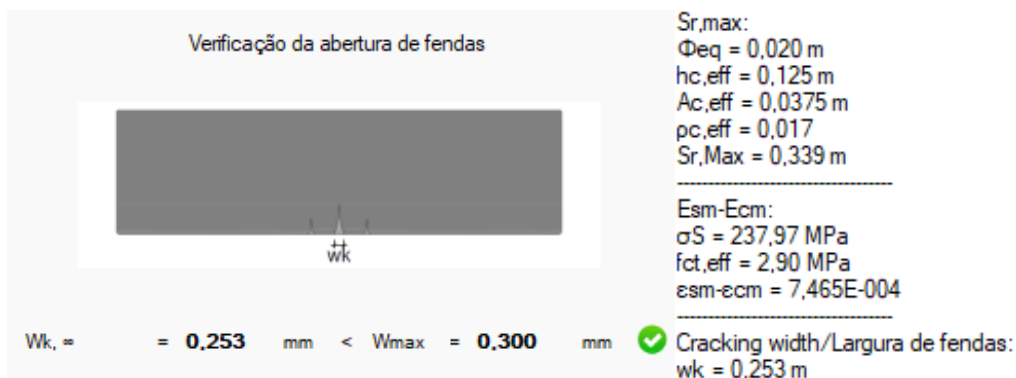 Verificação da abertura de fendas
wk
Wk, ∞ = 0,253 mm < Wmax = 0,300 mm
Sr,max:
Φeq = 0,020 m
hc,eff = 0,125 m
Ac,eff = 0,0375 m
ρc,eff = 0,017
Sr,Max = 0,339 m
-----------------------------------
Esm-Ecm:
σS = 237,97 MPa
fct,eff = 2,90 MPa
εsm-εcm = 7,465E-004
-----------------------------------
Cracking width/Largura de fendas:
wk = 0,253 m